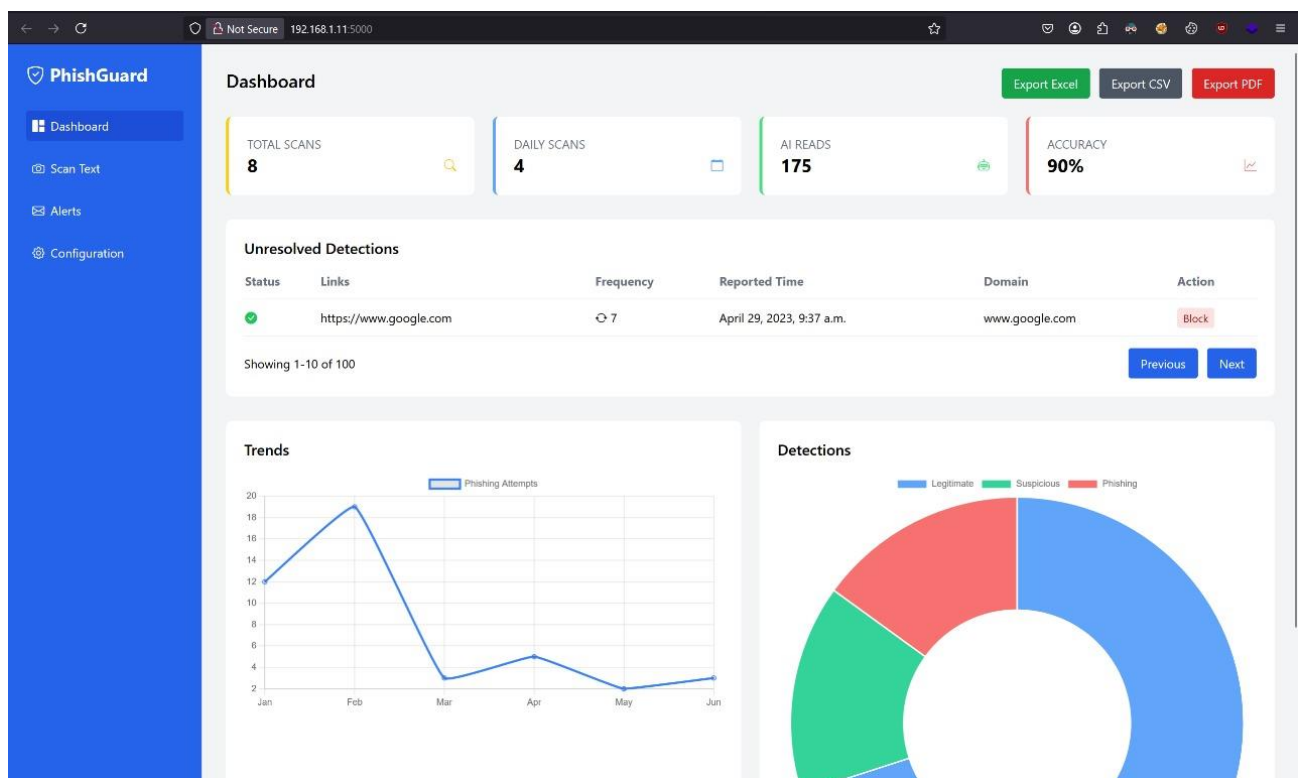 Not Secure 192.168.1.11:5000
PhishGuard
Dashboard
Scan Text
Alerts
Configuration
Dashboard
Export Excel
Export CSV
Export PDF
TOTAL SCANS
8
DAILY SCANS
4
AI READS
175
ACCURACY
90%
Unresolved Detections
Status Links Frequency Reported Time Domain Action
https://www.google.com 7 April 29, 2023, 9:37 a.m. www.google.com Block
Showing 1-10 of 100
Previous
Next
Trends
Phishing Attempts
20
18
16
14
12
10
8
6
4
2
Jan Feb Mar Apr May Jun
Detections
Legitimate Suspicious Phishing